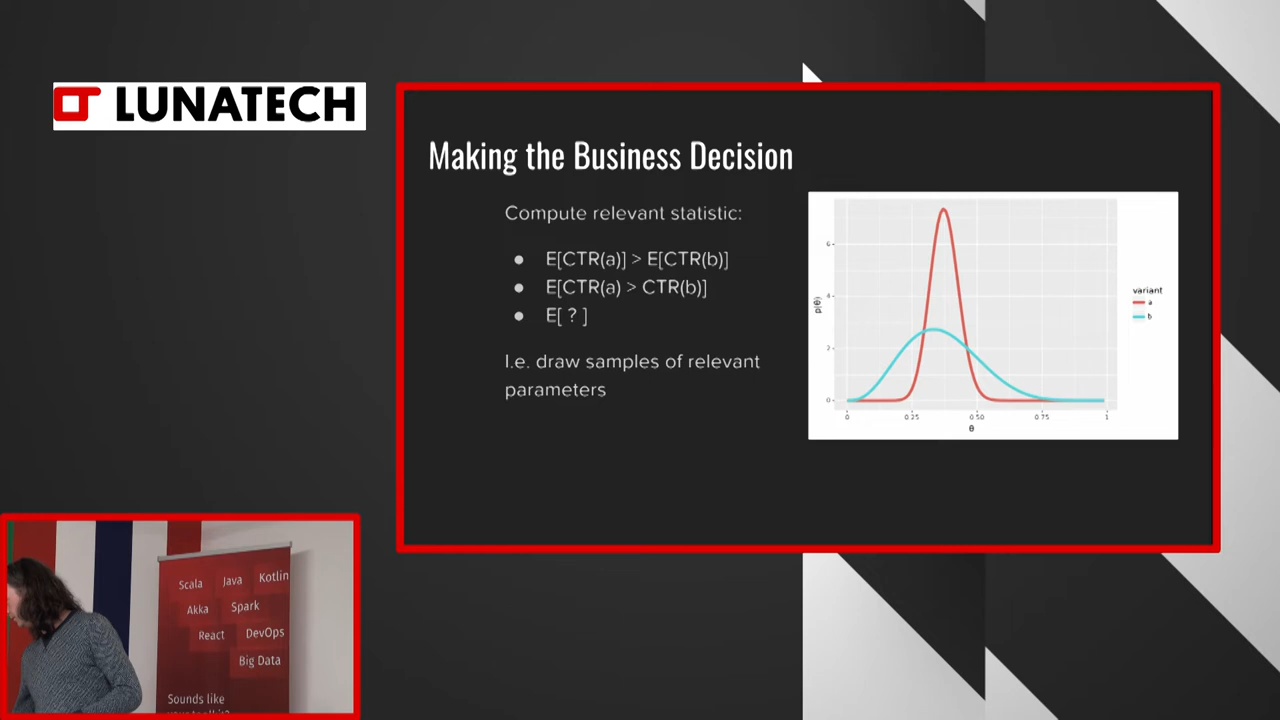 LUNATECH
Making the Business Decision
Compute relevant statistic:
● E[CTR(a)] > E[CTR(b)]
● E[CTR(a) > CTR(b)]
● E[ ? ]
I.e. draw samples of relevant
parameters
p(θ)
6
4
2
0
0 0.25 0.50 0.75 1
θ
variant
a
b
Scala Java Kotlin
Akka Spark
React DevOps
Big Data
Sounds like